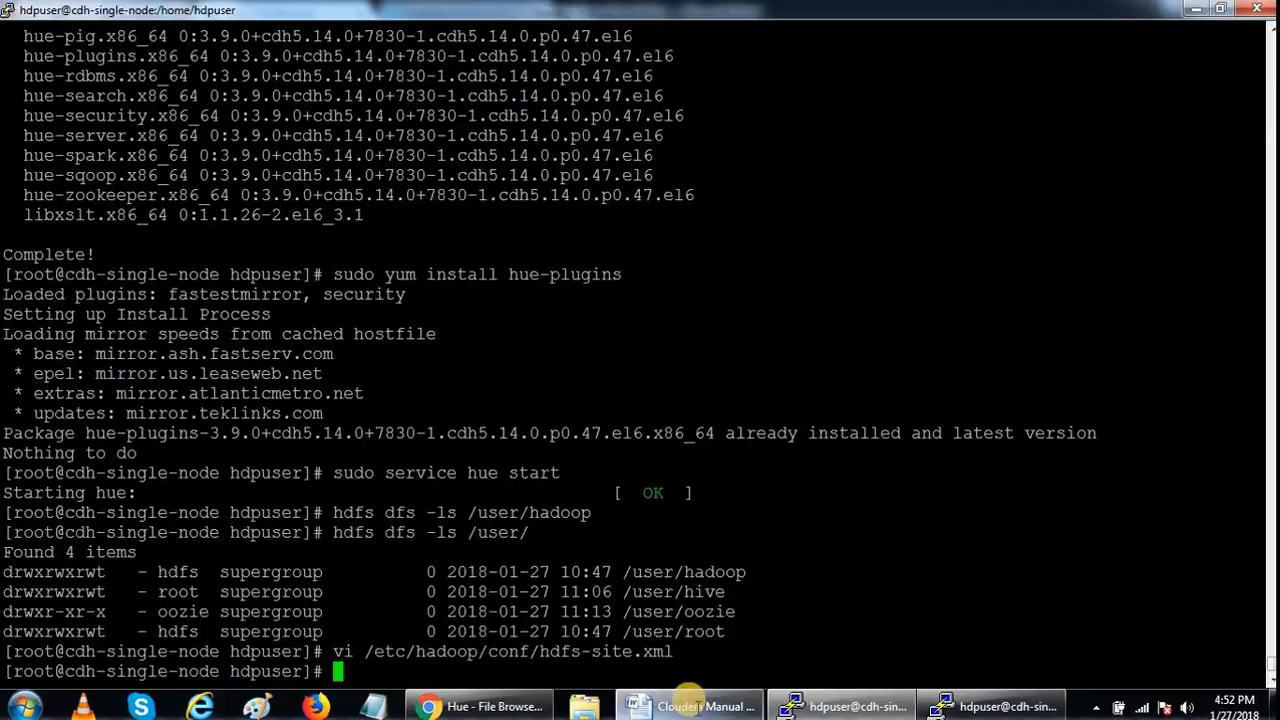 hdpuser@cdh-single-node:/home/hdpuser
hue-pig.x86_64 0:3.9.0+cdh5.14.0+7830-1.cdh5.14.0.p0.47.el6
hue-plugins.x86_64 0:3.9.0+cdh5.14.0+7830-1.cdh5.14.0.p0.47.el6
hue-rdbms.x86_64 0:3.9.0+cdh5.14.0+7830-1.cdh5.14.0.p0.47.el6
hue-search.x86_64 0:3.9.0+cdh5.14.0+7830-1.cdh5.14.0.p0.47.el6
hue-security.x86_64 0:3.9.0+cdh5.14.0+7830-1.cdh5.14.0.p0.47.el6
hue-server.x86_64 0:3.9.0+cdh5.14.0+7830-1.cdh5.14.0.p0.47.el6
hue-spark.x86_64 0:3.9.0+cdh5.14.0+7830-1.cdh5.14.0.p0.47.el6
hue-sqoop.x86_64 0:3.9.0+cdh5.14.0+7830-1.cdh5.14.0.p0.47.el6
hue-zookeeper.x86_64 0:3.9.0+cdh5.14.0+7830-1.cdh5.14.0.p0.47.el6
libxslt.x86_64 0:1.1.26-2.el6_3.1
Complete!
[root@cdh-single-node hdpuser]# sudo yum install hue-plugins
Loaded plugins: fastestmirror, security
Setting up Install Process
Loading mirror speeds from cached hostfile
* base: mirror.ash.fastserv.com
* epel: mirror.us.leaseweb.net
* extras: mirror.atlanticmetro.net
* updates: mirror.teklinks.com
Package hue-plugins-3.9.0+cdh5.14.0+7830-1.cdh5.14.0.p0.47.el6.x86_64 already installed and latest version
Nothing to do
[root@cdh-single-node hdpuser]# sudo service hue start
Starting hue: [ OK ]
[root@cdh-single-node hdpuser]# hdfs dfs -ls /user/hadoop
[root@cdh-single-node hdpuser]# hdfs dfs -ls /user/
Found 4 items
drwxrwxrwt - hdfs supergroup 0 2018-01-27 10:47 /user/hadoop
drwxrwxrwt - root supergroup 0 2018-01-27 11:06 /user/hive
drwxr-xr-x - oozie supergroup 0 2018-01-27 11:13 /user/oozie
drwxrwxrwt - hdfs supergroup 0 2018-01-27 10:47 /user/root
[root@cdh-single-node hdpuser]# vi /etc/hadoop/conf/hdfs-site.xml
[root@cdh-single-node hdpuser]#
Hue - File Browse... Cloudera Manual ... hdpuser@cdh-sin... hdpuser@cdh-sin... 4:52 PM
1/27/2018